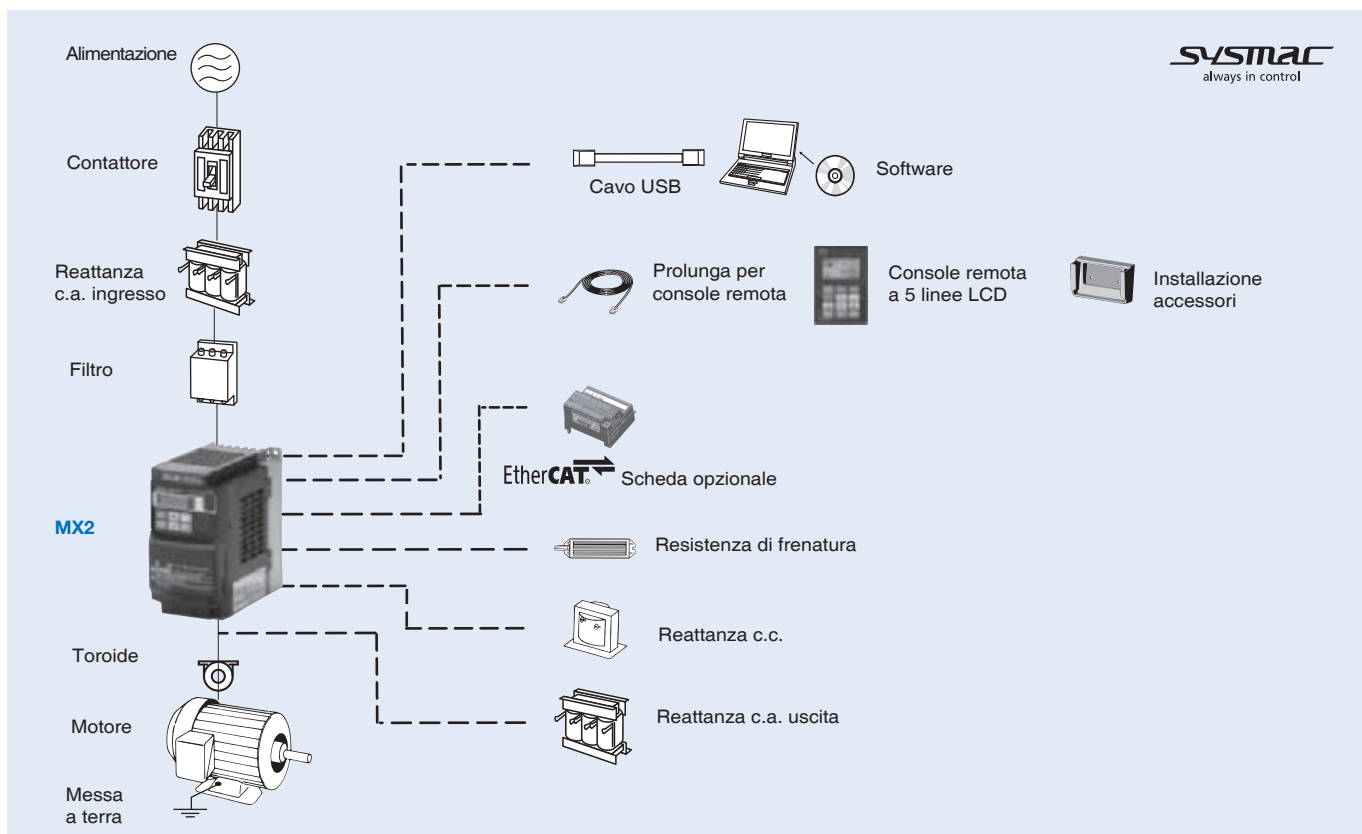 Alimentazione
sysmac
always in control
Contattore
Cavo USB
Software
Reattanza
c.a. ingresso
Prolunga per
console remota
Console remota
a 5 linee LCD
Installazione
accessori
Filtro
EtherCAT®
Scheda opzionale
MX2
Resistenza di frenatura
Reattanza c.c.
Toroide
Motore
Reattanza c.a. uscita
Messa
a terra